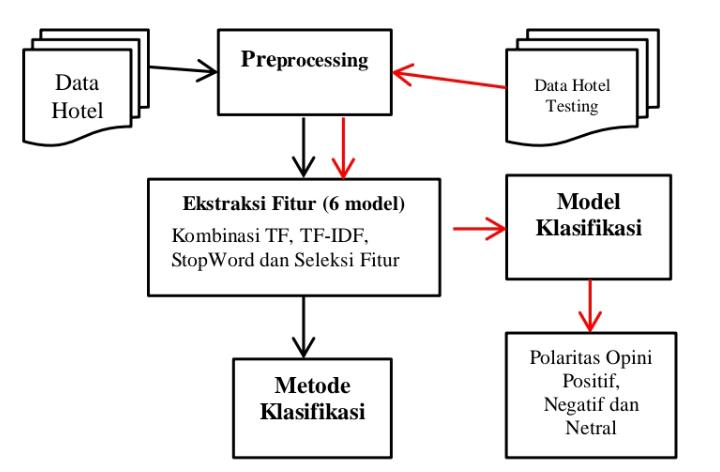 Data
Hotel
Preprocessing
Data Hotel
Testing
Ekstraksi Fitur (6 model)
Kombinasi TF, TF-IDF,
StopWord dan Seleksi Fitur
Model
Klasifikasi
Metode
Klasifikasi
Polaritas Opini
Positif,
Negatif dan
Netral